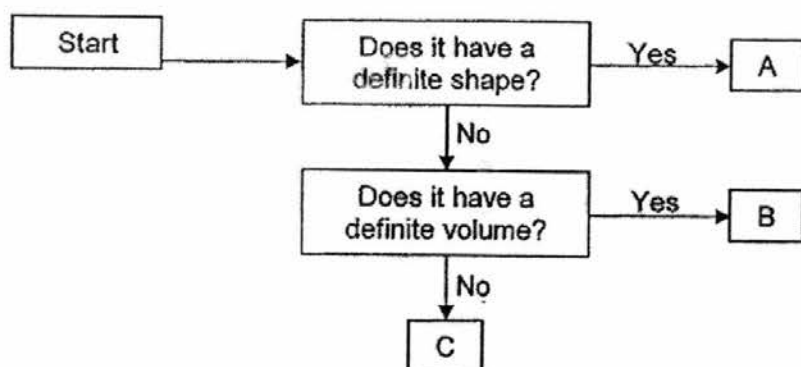 Start
Does it have a
definite shape?
Yes
A
No
Does it have a
definite volume?
Yes
B
No
C